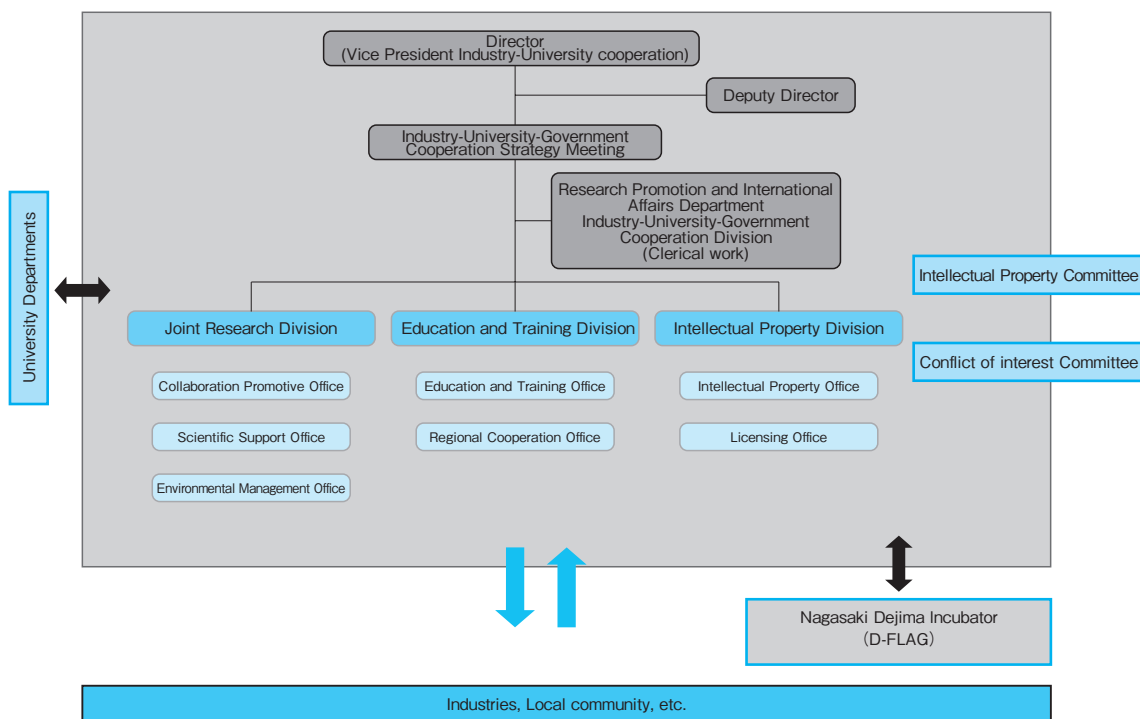 Director
(Vice President Industry-University cooperation)
Deputy Director
Industry-University-Government
Cooperation Strategy Meeting
Research Promotion and International
Affairs Department
Industry-University-Government
Cooperation Division
(Clerical work)
University Departments
Intellectual Property Committee
Conflict of interest Committee
Joint Research Division
Education and Training Division
Intellectual Property Division
Collaboration Promotive Office
Education and Training Office
Intellectual Property Office
Scientific Support Office
Regional Cooperation Office
Licensing Office
Environmental Management Office
Nagasaki Dejima Incubator
(D-FLAG)
Industries, Local community, etc.